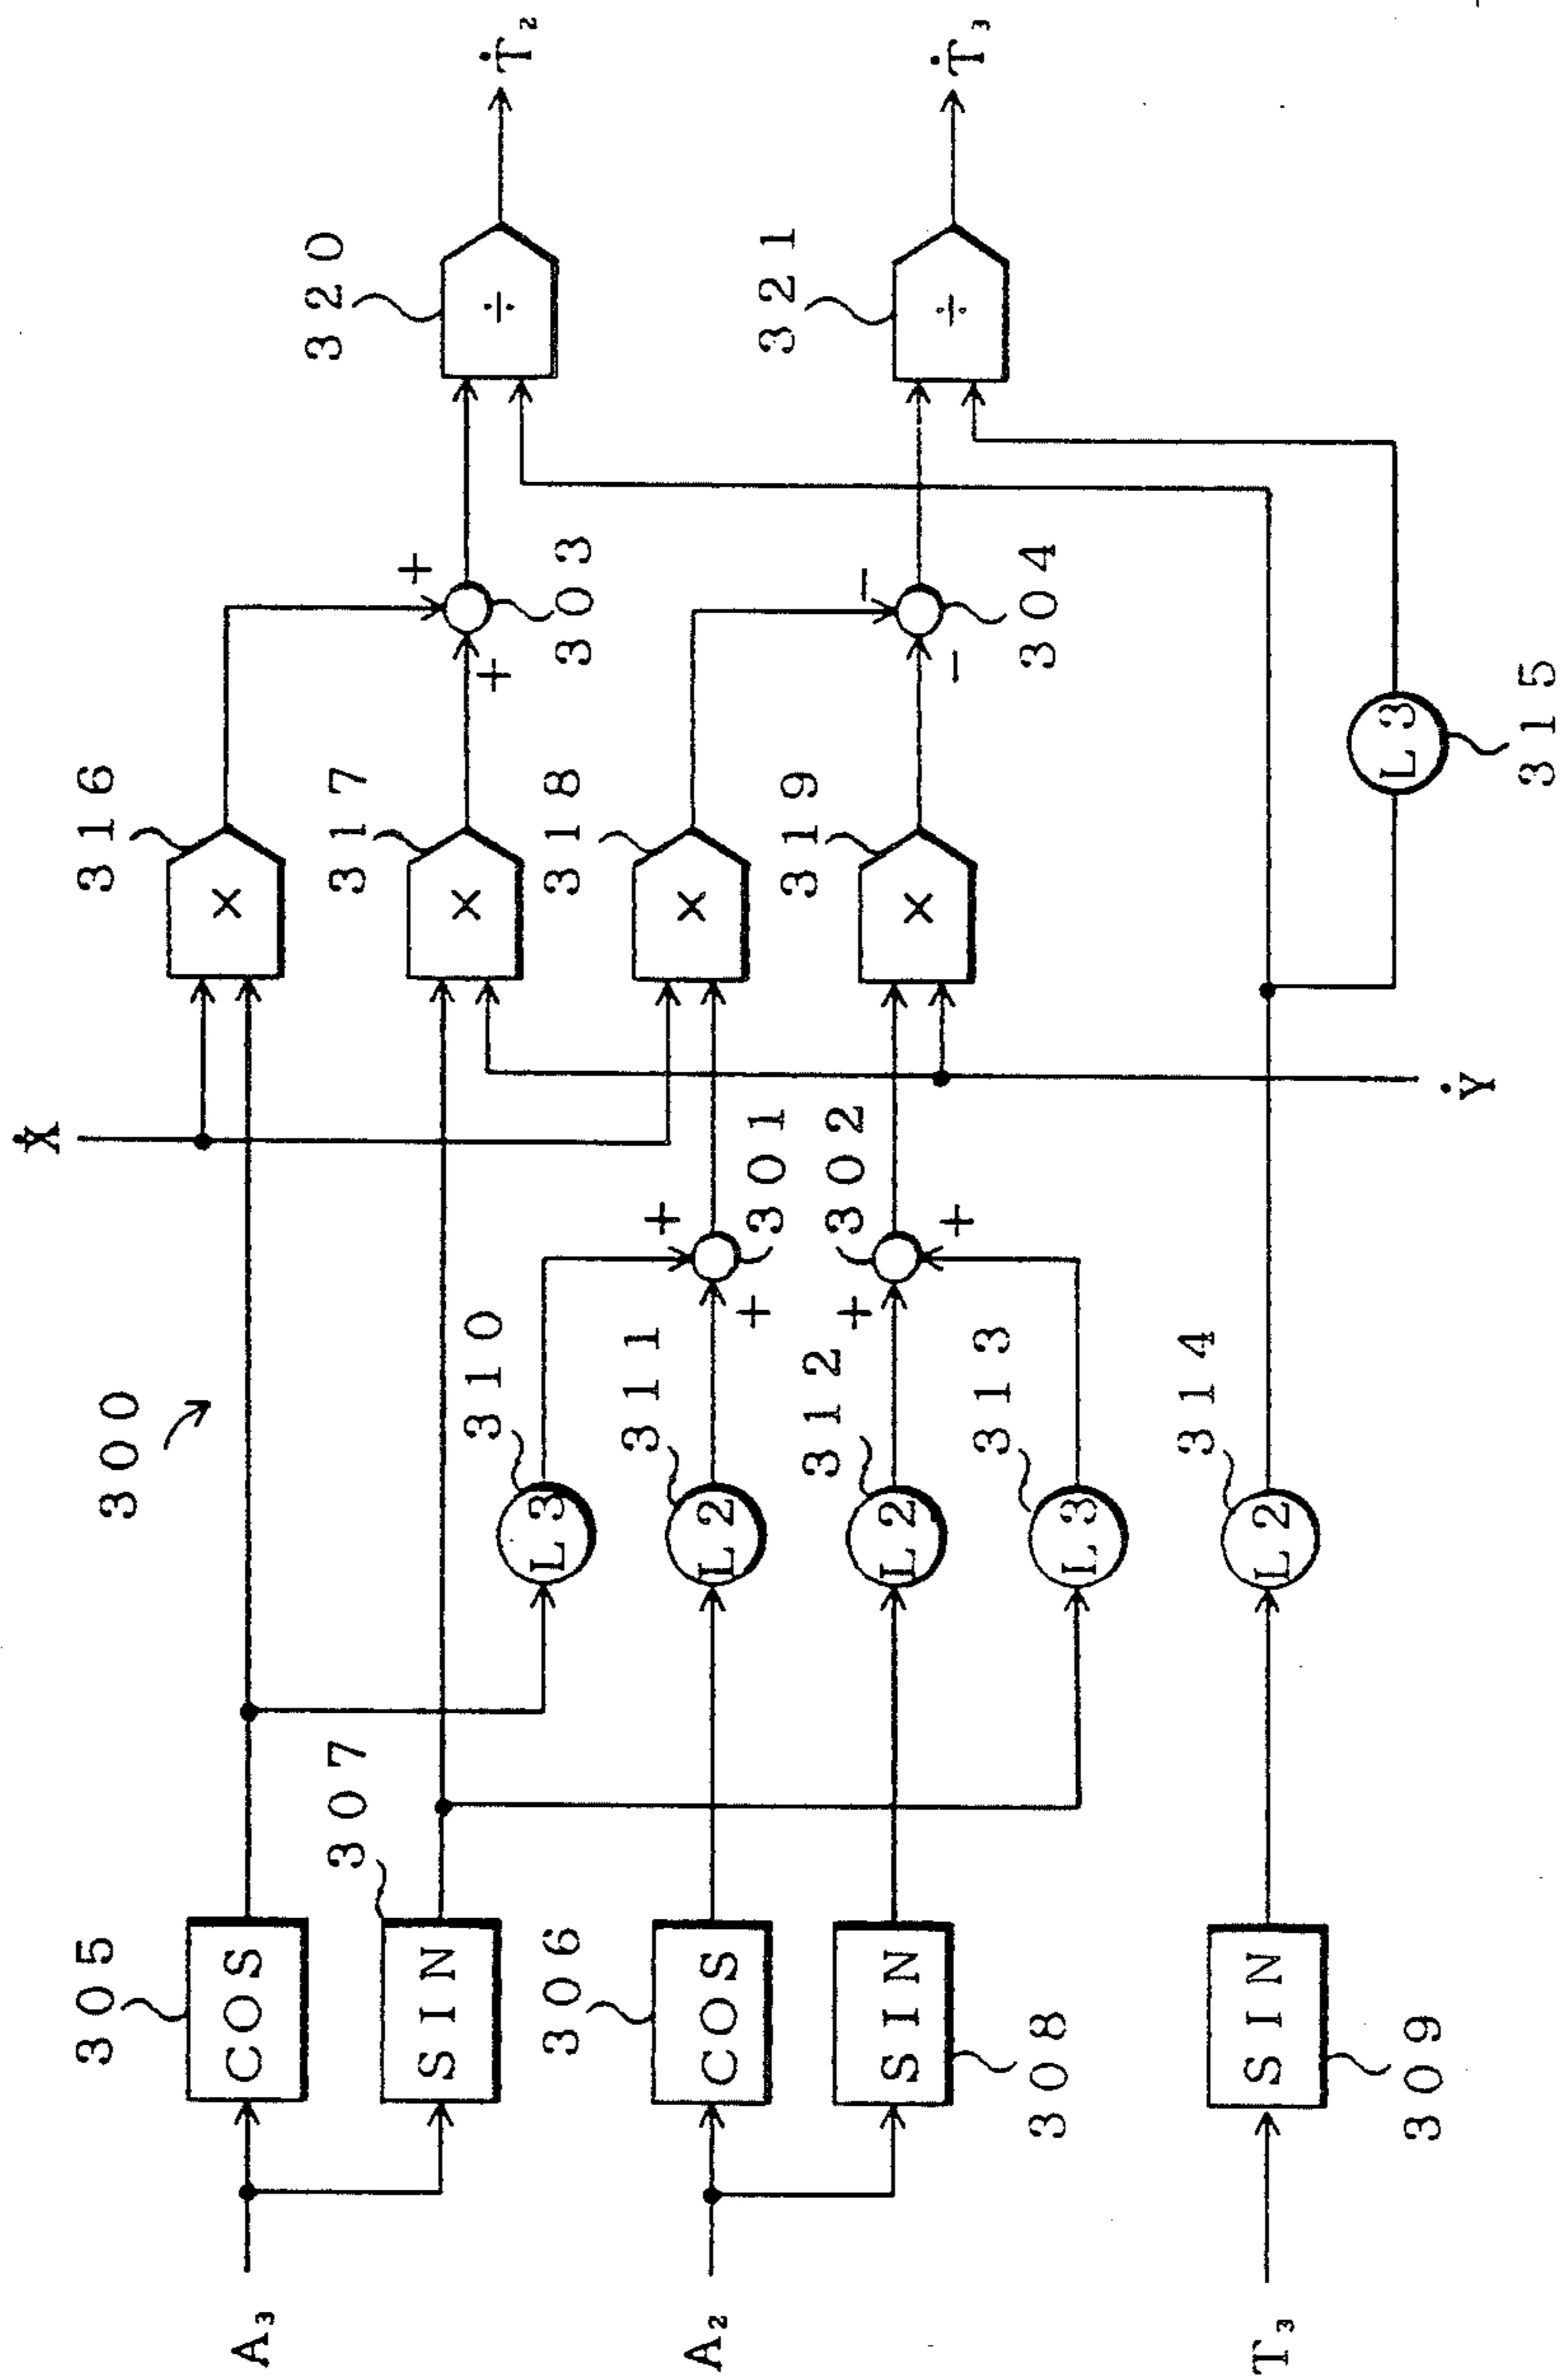 300
A₃
A₂
T₃
305
COS
307
SIN
306
COS
308
SIN
309
SIN
310
L3
311
L2
312
L2
313
L3
314
L2
315
L3
Ẋ
Ẏ
301
+
+
302
+
+
316
×
317
×
318
×
319
×
303
+
+
304
−
−
320
÷
321
÷
Ṫ₂
Ṫ₃